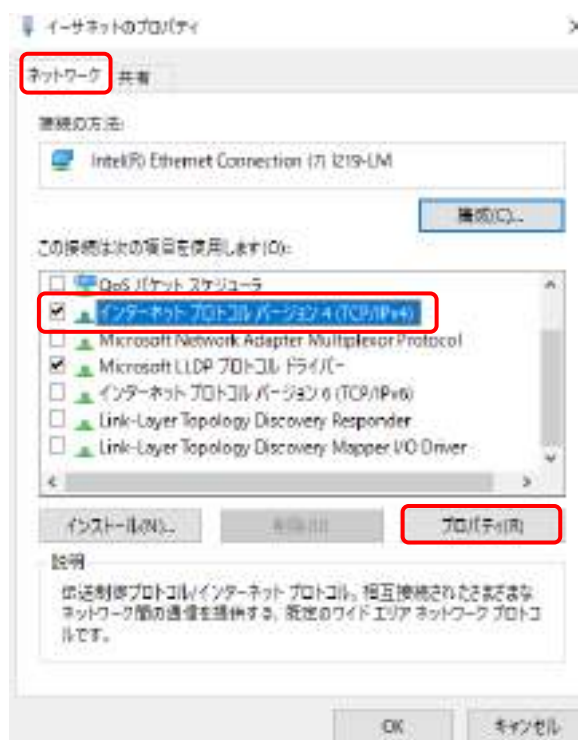 イーサネットのプロパティ
ネットワーク 共有
接続の方法:
Intel(R) Ethernet Connection (7) I219-LM
構成(C)...
この接続は次の項目を使用します(O):
QoS パケット スケジューラ
インターネット プロトコル バージョン 4 (TCP/IPv4)
Microsoft Network Adapter Multiplexor Protocol
Microsoft LLDP プロトコル ドライバー
インターネット プロトコル バージョン 6 (TCP/IPv6)
Link-Layer Topology Discovery Responder
Link-Layer Topology Discovery Mapper I/O Driver
インストール(N)... 削除(U) プロパティ(R)
説明
伝送制御プロトコル/インターネット プロトコル。相互接続されたさまざまな
ネットワーク間の通信を提供する、既定のワイド エリア ネットワーク プロトコ
ルです。
OK キャンセル